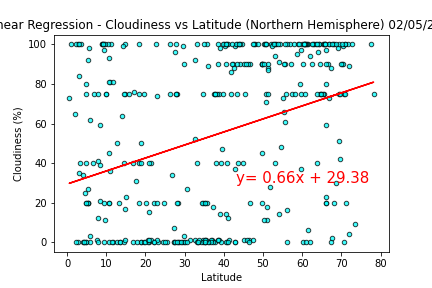 near Regression - Cloudiness vs Latitude (Northern Hemisphere) 02/05/2
Cloudiness (%)
100
80
60
40
20
0
y= 0.66x + 29.38
0 10 20 30 40 50 60 70 80
Latitude